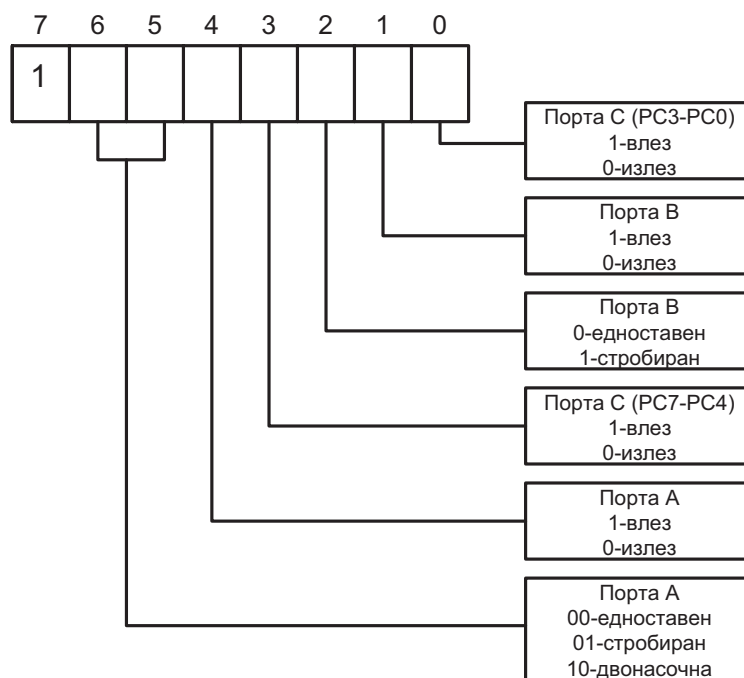 7 6 5 4 3 2 1 0
1
Порта C (PC3-PC0)
1-влез
0-излез
Порта B
1-влез
0-излез
Порта B
0-едноставен
1-стробиран
Порта C (PC7-PC4)
1-влез
0-излез
Порта A
1-влез
0-излез
Порта A
00-едноставен
01-стробиран
10-двонасочна